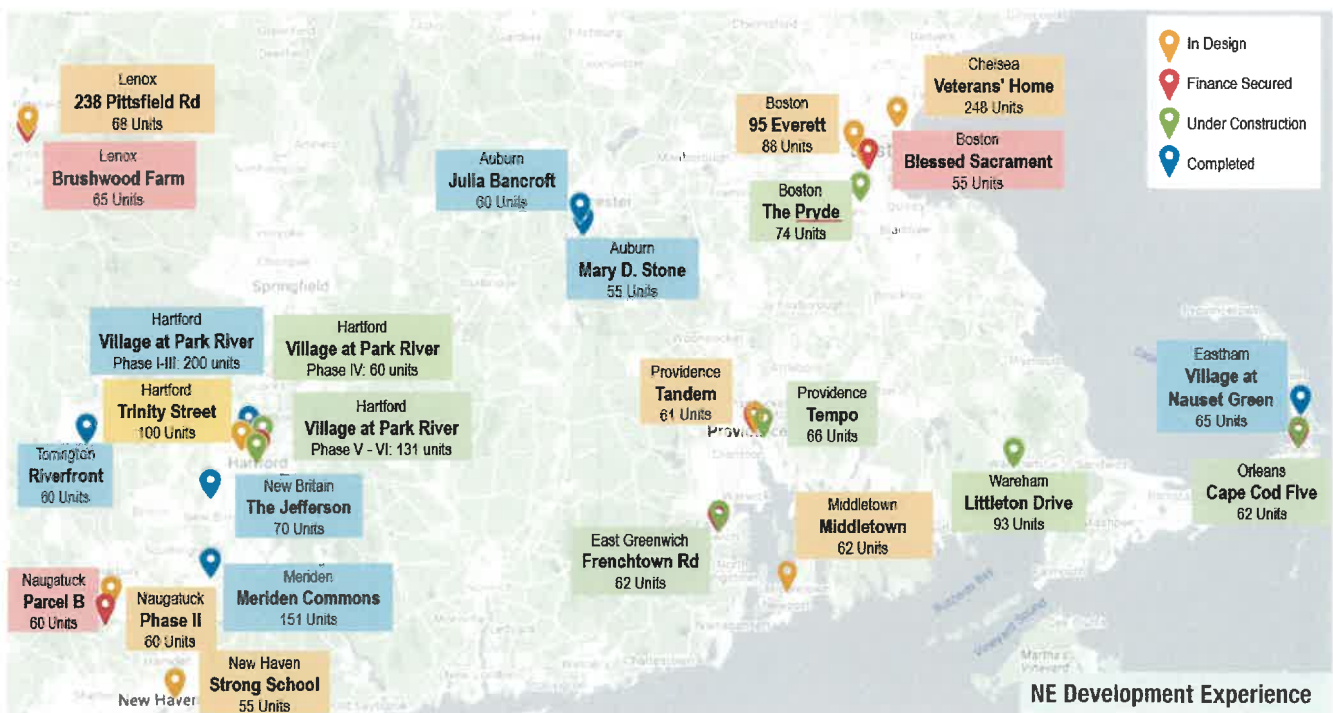 In Design
Finance Secured
Under Construction
Completed
Lenox
238 Pittsfield Rd
68 Units
Lenox
Brushwood Farm
65 Units
Auburn
Julia Bancroft
60 Units
Auburn
Mary D. Stone
55 Units
Boston
95 Everett
88 Units
Chelsea
Veterans' Home
248 Units
Boston
Blessed Sacrament
55 Units
Boston
The Pryde
74 Units
Springfield
Hartford
Village at Park River
Phase I-III: 200 units
Hartford
Village at Park River
Phase IV: 60 units
Hartford
Trinity Street
100 Units
Hartford
Village at Park River
Phase V - VI: 131 units
Hartford
Torrington
Riverfront
60 Units
New Britain
The Jefferson
70 Units
Meriden
Meriden Commons
151 Units
Naugatuck
Parcel B
60 Units
Naugatuck
Phase II
60 Units
New Haven
Strong School
55 Units
New Haven
Providence
Tandem
61 Units
Providence
Tempo
66 Units
East Greenwich
Frenchtown Rd
62 Units
Middletown
Middletown
62 Units
Wareham
Littleton Drive
93 Units
Eastham
Village at
Nauset Green
65 Units
Orleans
Cape Cod Five
62 Units
Vineyard Sound
NE Development Experience